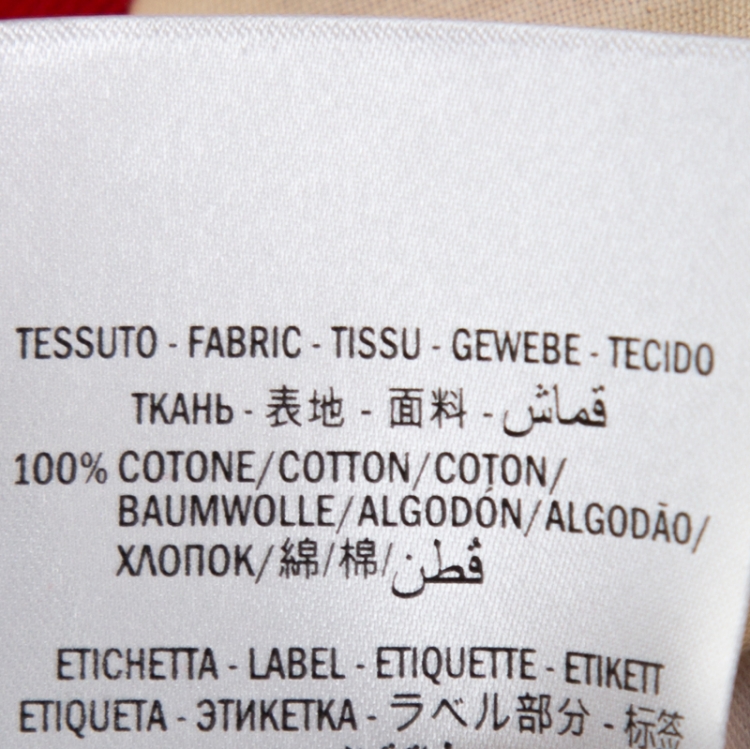 TESSUTO - FABRIC - TISSU - GEWEBE - TECIDO
ТКАНЬ - 表地 - 面料 - قماش
100% COTONE/COTTON/COTON/
BAUMWOLLE/ALGODÓN/ALGODÃO/
ХЛОПОК/綿/棉/قطن
ETICHETTA - LABEL - ETIQUETTE - ETIKETT
ETIQUETA - ЭТИКЕТКА - ラベル部分 - 标签